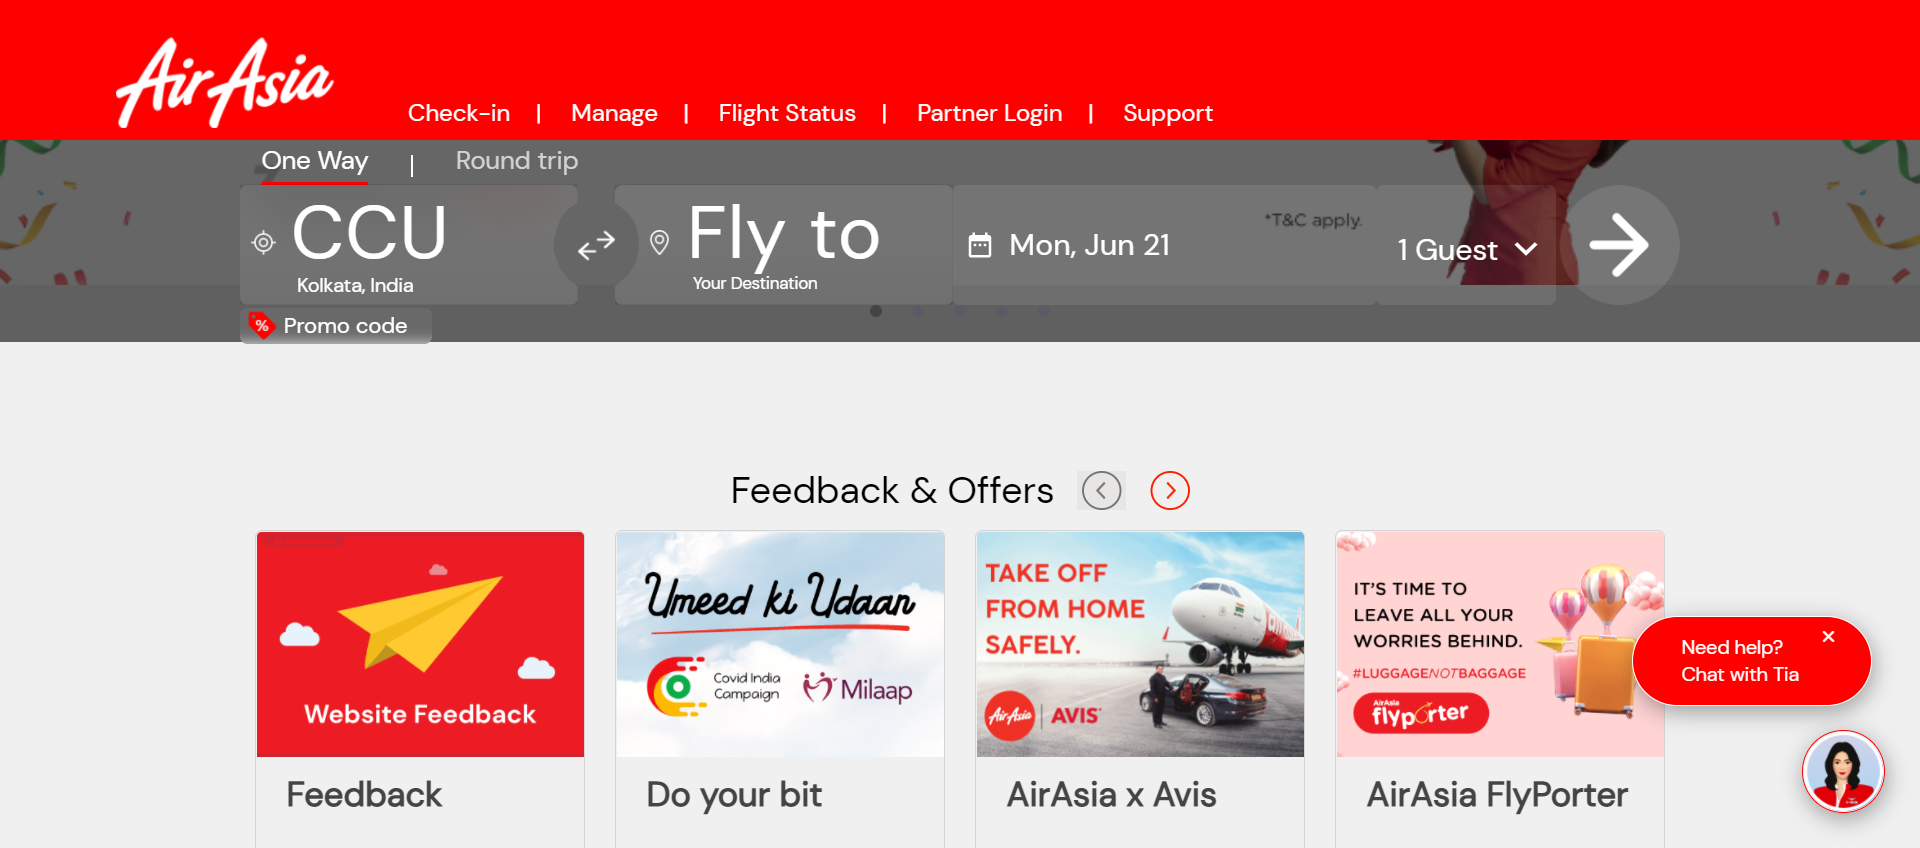 AirAsia
Check-in | Manage | Flight Status | Partner Login | Support
One Way | Round trip
CCU
Kolkata, India
Fly to
Your Destination
Mon, Jun 21
*T&C apply.
1 Guest
% Promo code
Feedback & Offers
Website Feedback
Feedback
Umeed ki Udaan
Covid India
Campaign
Milaap
Do your bit
TAKE OFF
FROM HOME
SAFELY.
AirAsia | AVIS
AirAsia x Avis
IT'S TIME TO
LEAVE ALL YOUR
WORRIES BEHIND.
#LUGGAGENOTBAGGAGE
AirAsia
flyporter
AirAsia FlyPorter
Need help?
Chat with Tia